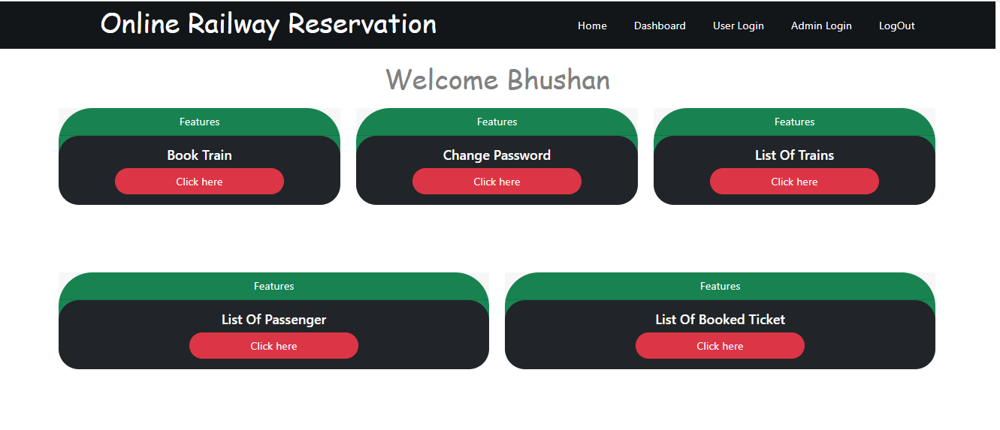 Online Railway Reservation
Home Dashboard User Login Admin Login LogOut
Welcome Bhushan
Features
Book Train
Click here
Features
Change Password
Click here
Features
List Of Trains
Click here
Features
List Of Passenger
Click here
Features
List Of Booked Ticket
Click here